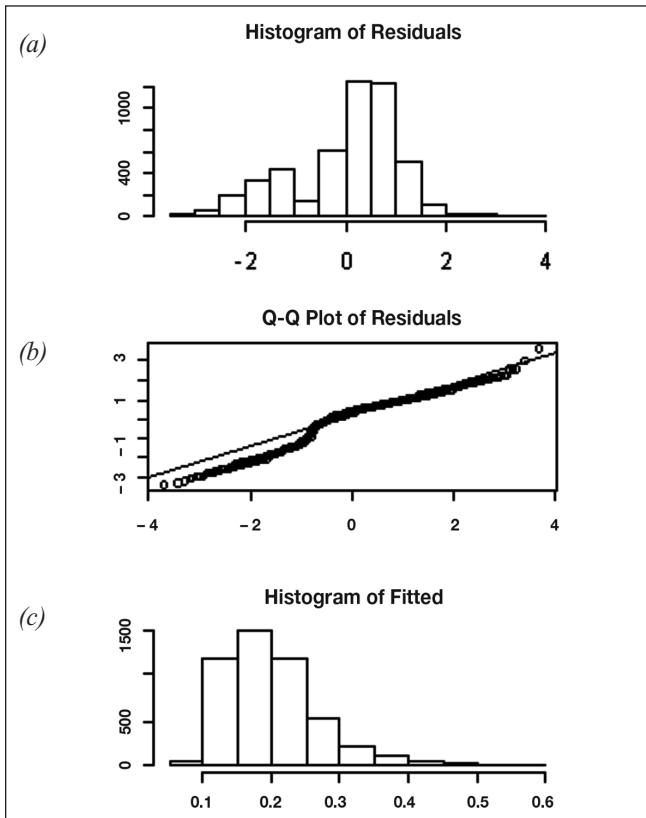 (a)
Histogram of Residuals
1000
400
0
-2 0 2 4
(b)
Q-Q Plot of Residuals
3
1
-1
-3
-4 -2 0 2 4
(c)
Histogram of Fitted
1500
500
0
0.1 0.2 0.3 0.4 0.5 0.6